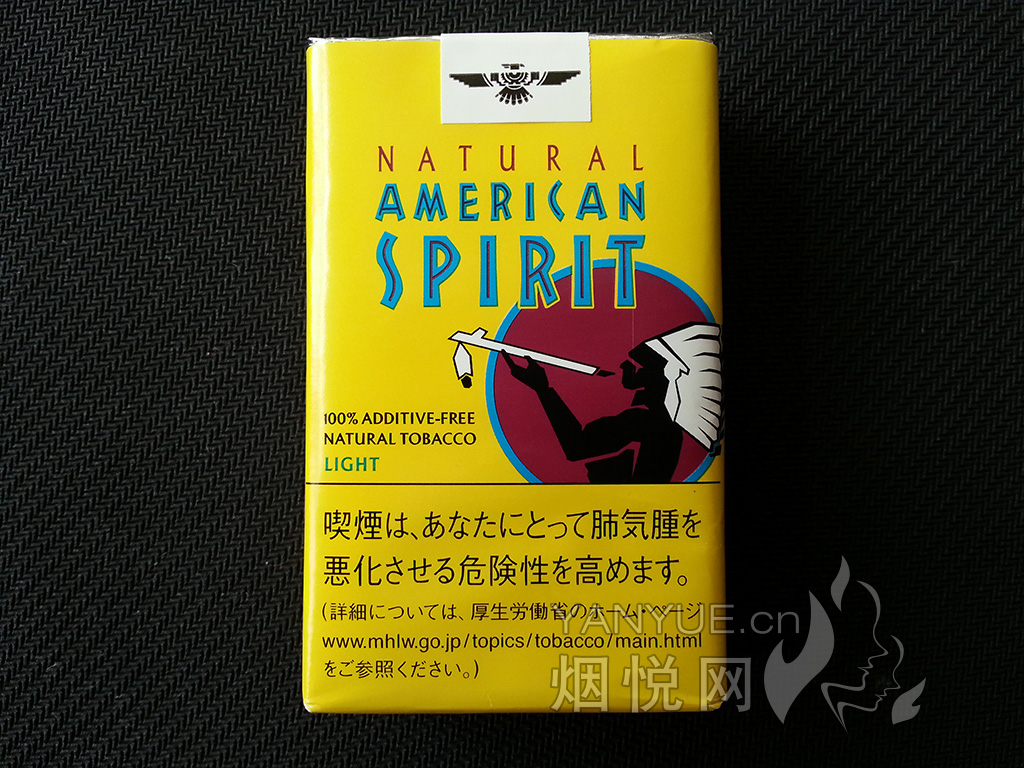 NATURAL
AMERICAN
SPIRIT
100% ADDITIVE-FREE
NATURAL TOBACCO
LIGHT
喫煙は、あなたにとって肺気腫を
悪化させる危険性を高めます。
(詳細については、厚生労働省のホーム・ページ
www.mhlw.go.jp/topics/tobacco/main.html
をご参照ください。)
YANYUE.cn
烟悦网